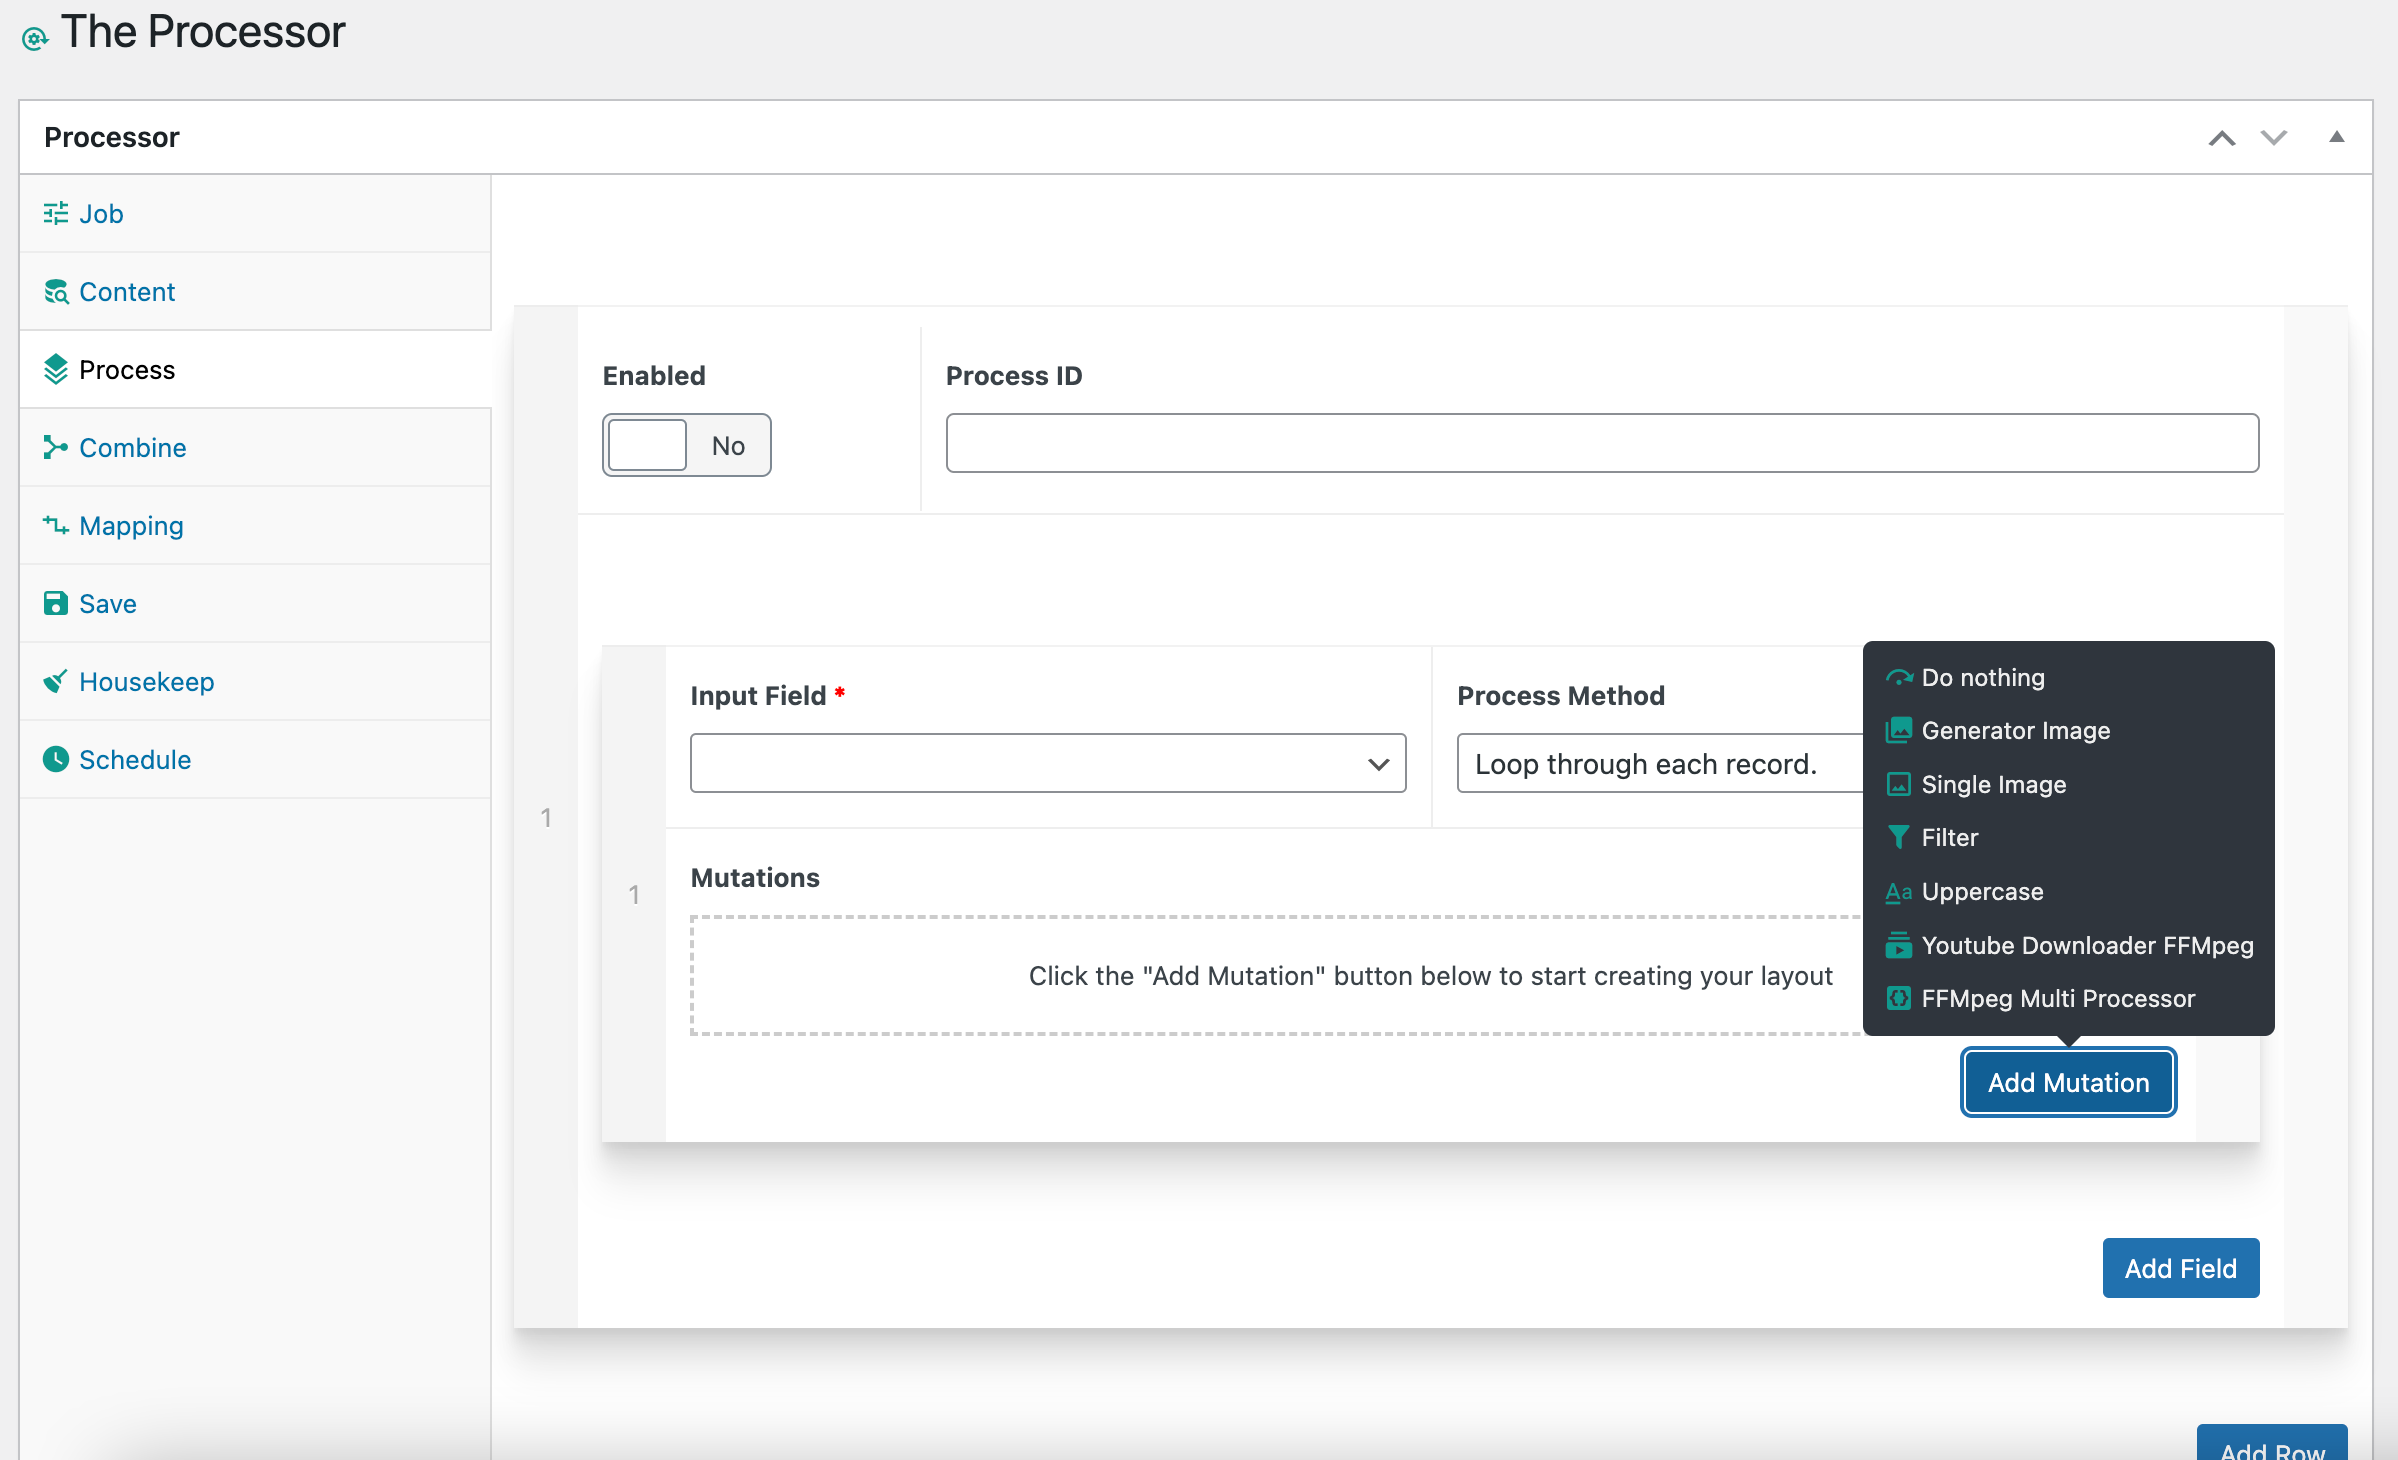 The Processor
Processor
Job
Content
Process
Combine
Mapping
Save
Housekeep
Schedule
1
Enabled
Process ID
No
1
Input Field *
Process Method
Loop through each record.
Mutations
Click the "Add Mutation" button below to start creating your layout
Do nothing
Generator Image
Single Image
Filter
Aa Uppercase
Youtube Downloader FFMpeg
FFMpeg Multi Processor
Add Mutation
Add Field
Add Row